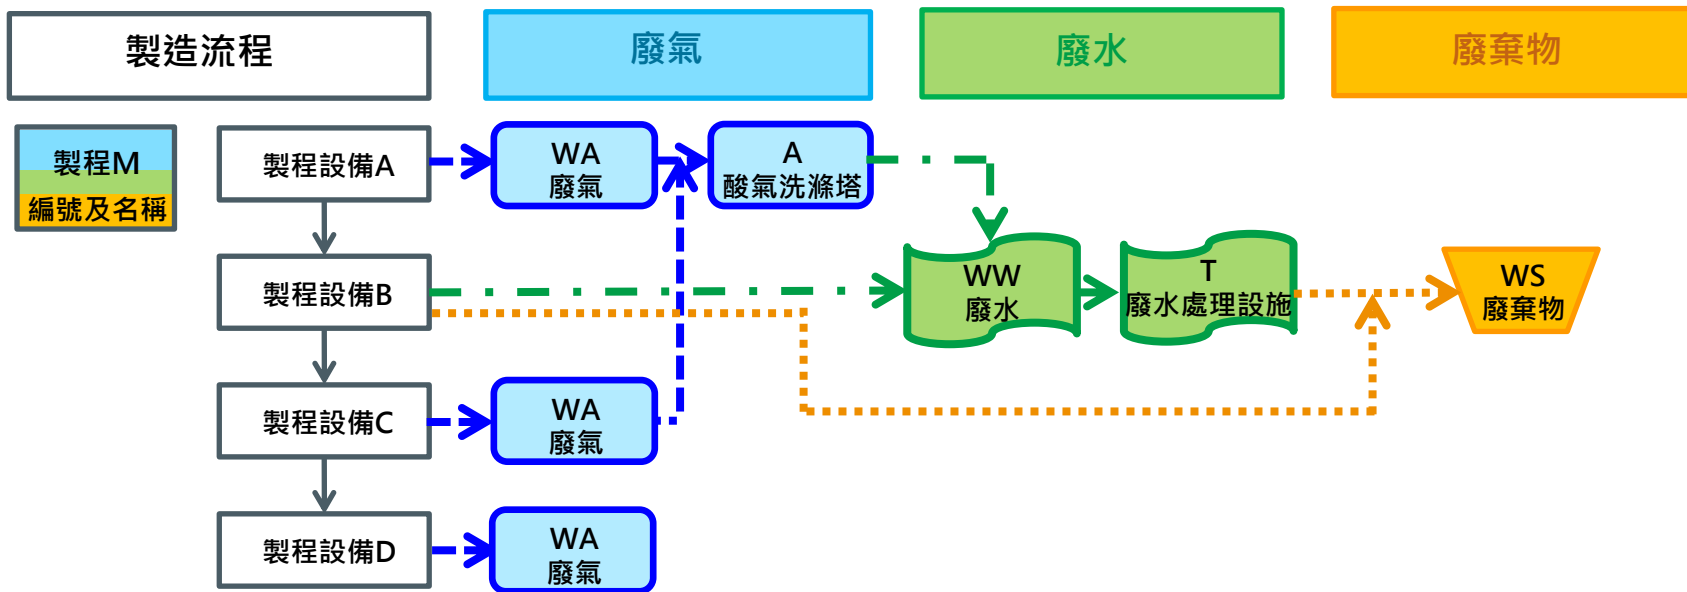 製造流程
廢氣
廢水
廢棄物
製程M
編號及名稱
製程設備A
WA
廢氣
A
酸氣洗滌塔
製程設備B
WW
廢水
T
廢水處理設施
WS
廢棄物
製程設備C
WA
廢氣
製程設備D
WA
廢氣